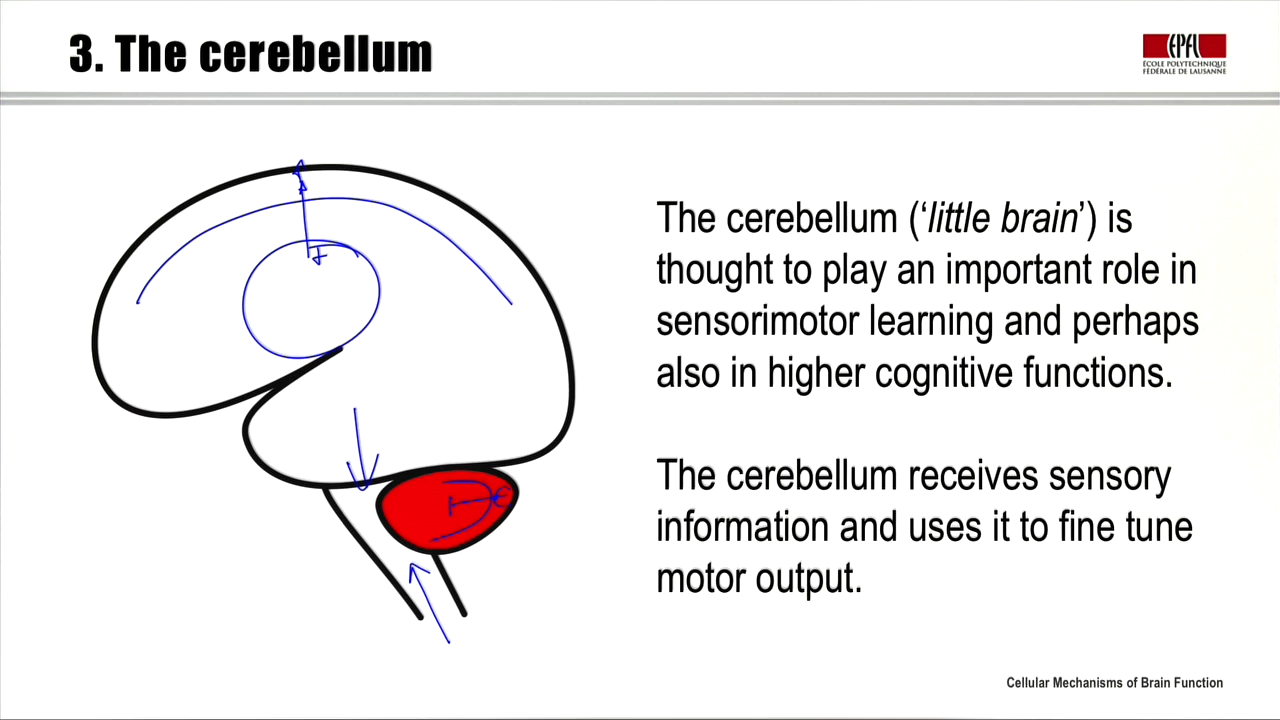 3. The cerebellum
EPFL
ÉCOLE POLYTECHNIQUE
FÉDÉRALE DE LAUSANNE
The cerebellum (‘little brain’) is
thought to play an important role in
sensorimotor learning and perhaps
also in higher cognitive functions.
The cerebellum receives sensory
information and uses it to fine tune
motor output.
Cellular Mechanisms of Brain Function